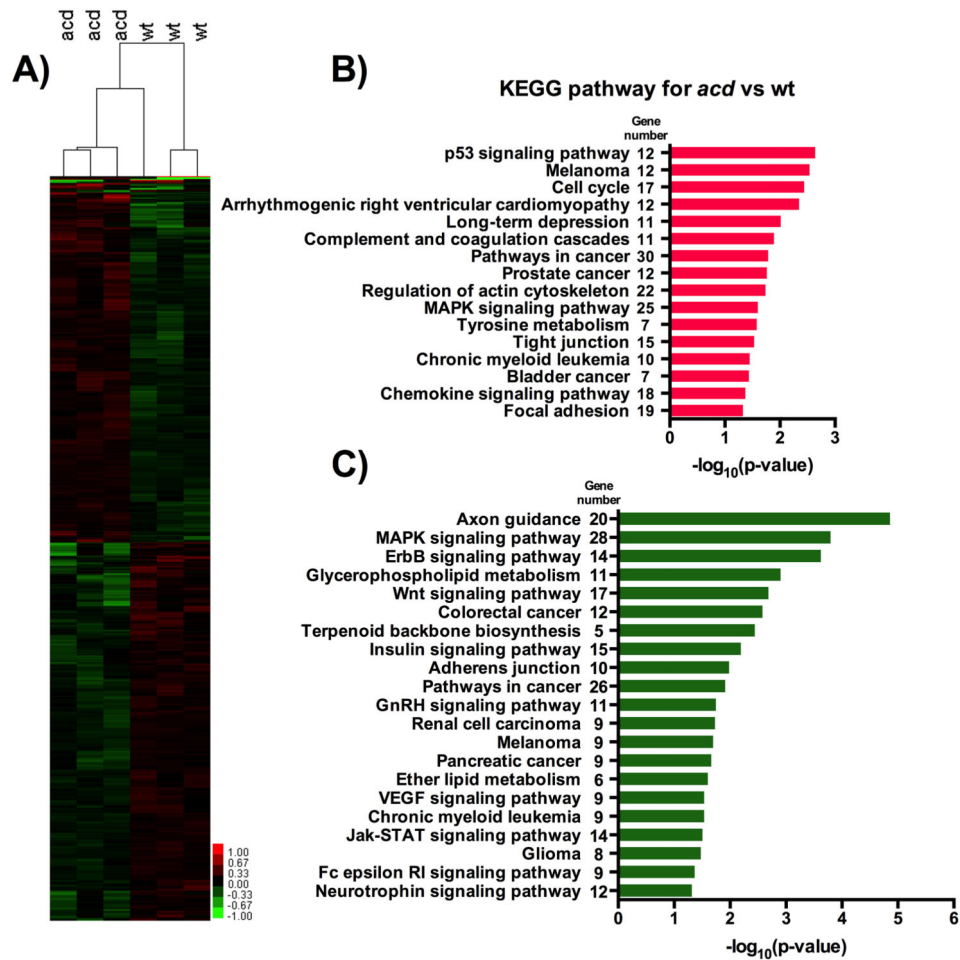 acd acd acd wt wt wt
A)
1.00
0.67
0.33
0.00
-0.33
-0.67
-1.00
B)
KEGG pathway for acd vs wt
Gene
number
p53 signaling pathway 12
Melanoma 12
Cell cycle 17
Arrhythmogenic right ventricular cardiomyopathy 12
Long-term depression 11
Complement and coagulation cascades 11
Pathways in cancer 30
Prostate cancer 12
Regulation of actin cytoskeleton 22
MAPK signaling pathway 25
Tyrosine metabolism 7
Tight junction 15
Chronic myeloid leukemia 10
Bladder cancer 7
Chemokine signaling pathway 18
Focal adhesion 19
0 1 2 3
-log10(p-value)
C)
Gene
number
Axon guidance 20
MAPK signaling pathway 28
ErbB signaling pathway 14
Glycerophospholipid metabolism 11
Wnt signaling pathway 17
Colorectal cancer 12
Terpenoid backbone biosynthesis 5
Insulin signaling pathway 15
Adherens junction 10
Pathways in cancer 26
GnRH signaling pathway 11
Renal cell carcinoma 9
Melanoma 9
Pancreatic cancer 9
Ether lipid metabolism 6
VEGF signaling pathway 9
Chronic myeloid leukemia 9
Jak-STAT signaling pathway 14
Glioma 8
Fc epsilon RI signaling pathway 9
Neurotrophin signaling pathway 12
0 1 2 3 4 5 6
-log10(p-value)